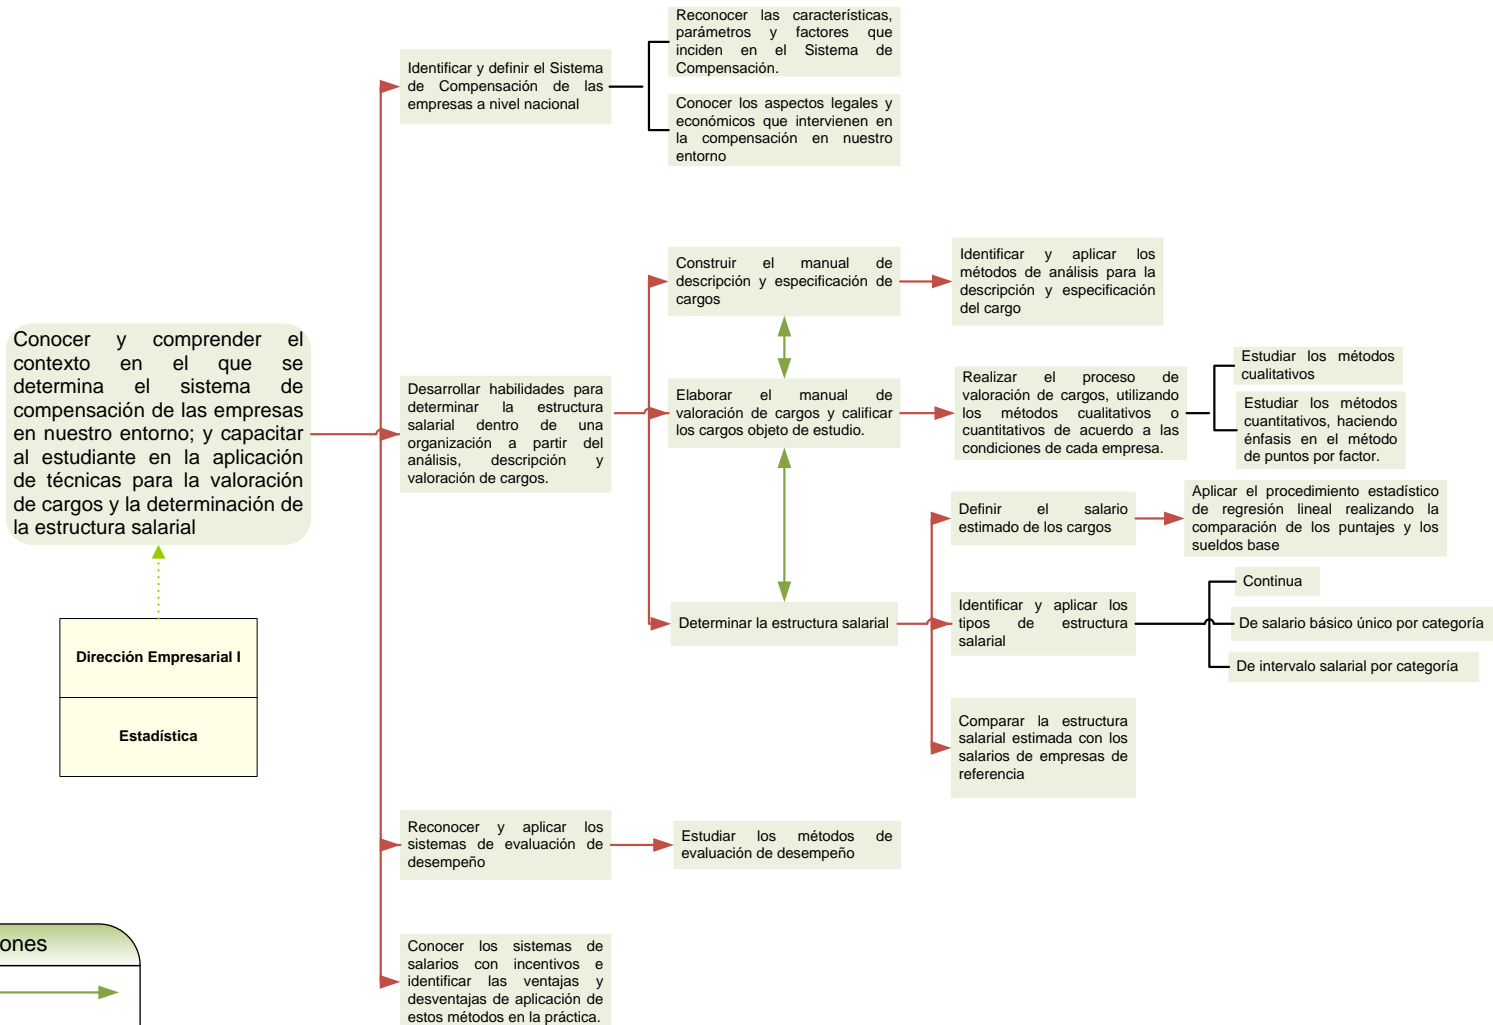 Reconocer las características,
parámetros y factores que
inciden en el Sistema de
Compensación.
Identificar y definir el Sistema
de Compensación de las
empresas a nivel nacional
Conocer los aspectos legales y
económicos que intervienen en
la compensación en nuestro
entorno
Construir el manual de
descripción y especificación de
cargos
Identificar y aplicar los
métodos de análisis para la
descripción y especificación
del cargo
Conocer y comprender el
contexto en el que se
determina el sistema de
compensación de las empresas
en nuestro entorno; y capacitar
al estudiante en la aplicación
de técnicas para la valoración
de cargos y la determinación de
la estructura salarial
Desarrollar habilidades para
determinar la estructura
salarial dentro de una
organización a partir del
análisis, descripción y
valoración de cargos.
Elaborar el manual de
valoración de cargos y calificar
los cargos objeto de estudio.
Realizar el proceso de
valoración de cargos, utilizando
los métodos cualitativos o
cuantitativos de acuerdo a las
condiciones de cada empresa.
Estudiar los métodos
cualitativos
Estudiar los métodos
cuantitativos, haciendo
énfasis en el método
de puntos por factor.
Definir el salario
estimado de los cargos
Aplicar el procedimiento estadístico
de regresión lineal realizando la
comparación de los puntajes y los
sueldos base
Determinar la estructura salarial
Identificar y aplicar los
tipos de estructura
salarial
Continua
De salario básico único por categoría
De intervalo salarial por categoría
Comparar la estructura
salarial estimada con los
salarios de empresas de
referencia
Dirección Empresarial I
Estadística
Reconocer y aplicar los
sistemas de evaluación de
desempeño
Estudiar los métodos de
evaluación de desempeño
Conocer los sistemas de
salarios con incentivos e
identificar las ventajas y
desventajas de aplicación de
estos métodos en la práctica.
ones